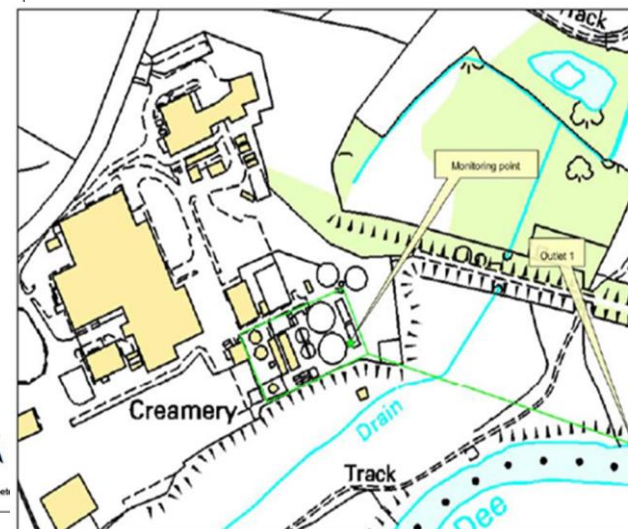 Track
Monitoring point
Outlet 1
Creamery
Drain
Track
Dee